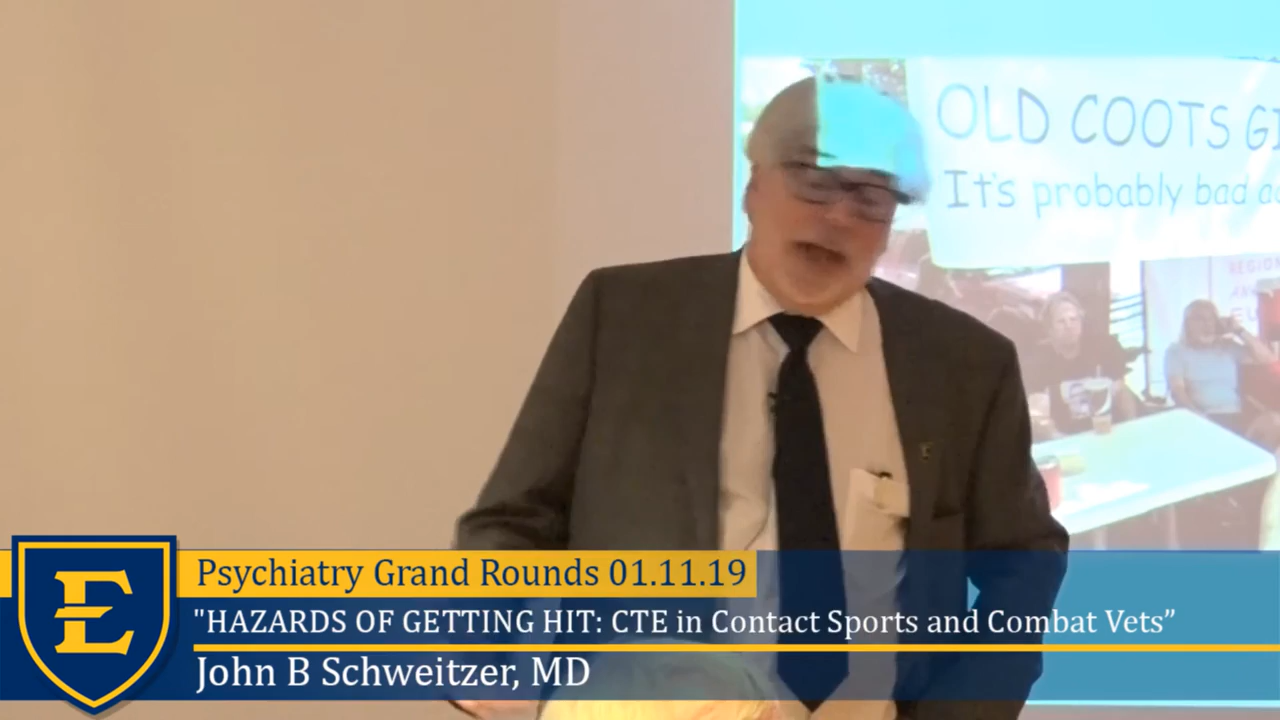 OLD COOTS
It's probably bad
REGION
E
Psychiatry Grand Rounds 01.11.19
"HAZARDS OF GETTING HIT: CTE in Contact Sports and Combat Vets”
John B Schweitzer, MD